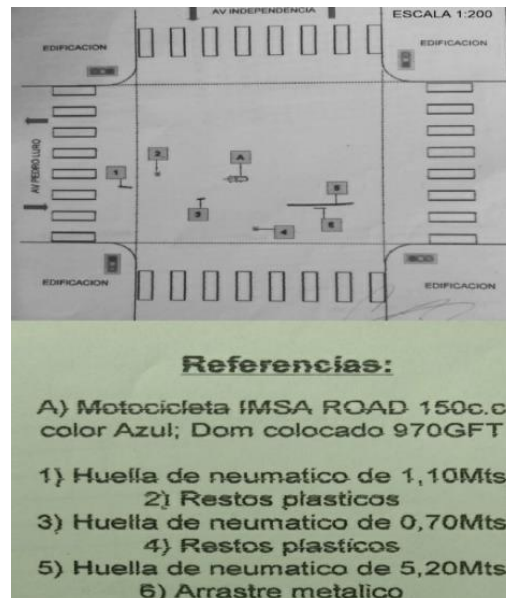 AV INDEPENDENCIA
ESCALA 1:200
EDIFICACION
EDIFICACION
AV PEDRO LURO
1
2
A
3
4
5
6
EDIFICACION
EDIFICACION
Referencias:
A) Motocicleta IMSA ROAD 150c.c
color Azul; Dom colocado 970GFT
1) Huella de neumatico de 1,10Mts
2) Restos plasticos
3) Huella de neumatico de 0,70Mts
4) Restos plasticos
5) Huella de neumatico de 5,20Mts
6) Arrastre metalico